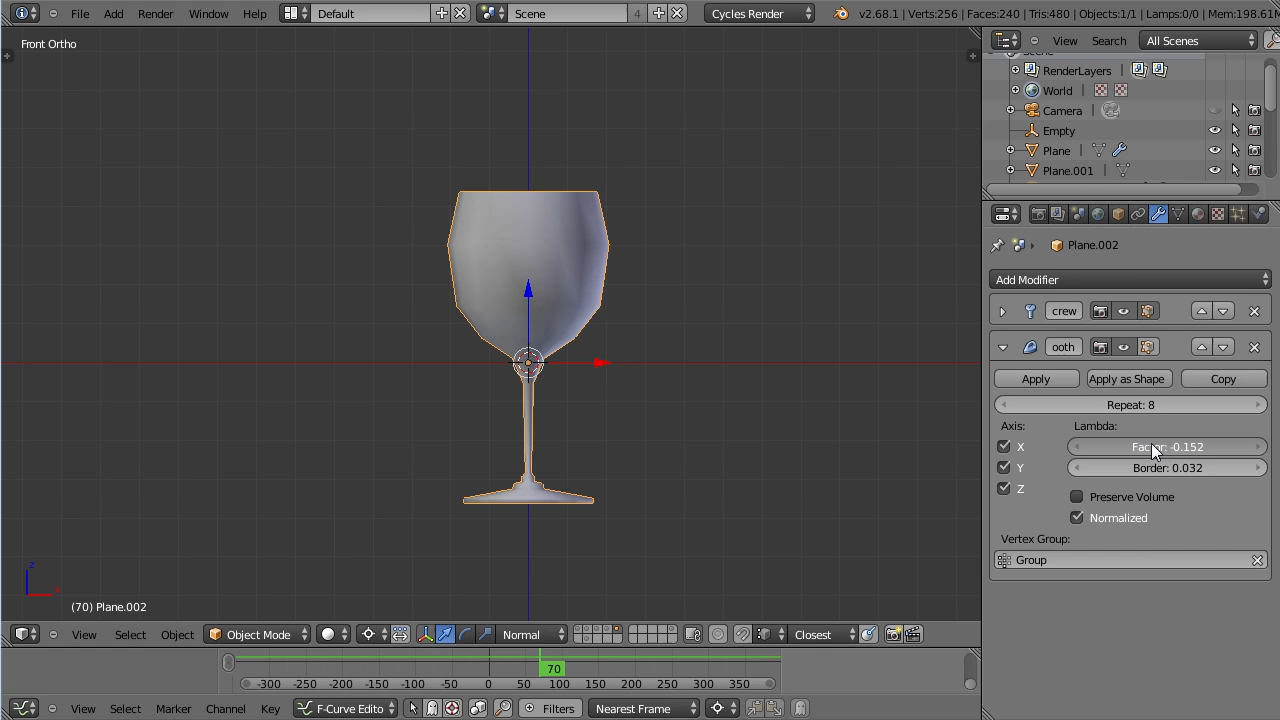 File Add Render Window Help Default Scene 4 Cycles Render v2.68.1 | Verts:256 | Faces:240 | Tris:480 | Objects:1/1 | Lamps:0/0 | Mem:198.61M
Front Ortho
View Search All Scenes
RenderLayers
World
Camera
Empty
Plane
Plane.001
Plane.002
Add Modifier
crew
ooth
Apply Apply as Shape Copy
Repeat: 8
Axis: Lambda:
X Factor: -0.152
Y Border: 0.032
Z
Preserve Volume
Normalized
Vertex Group:
Group
z
(70) Plane.002
View Select Object Object Mode Normal Closest
70
-300 -250 -200 -150 -100 -50 0 50 100 150 200 250 300 350
View Select Marker Channel Key F-Curve Edito Filters Nearest Frame